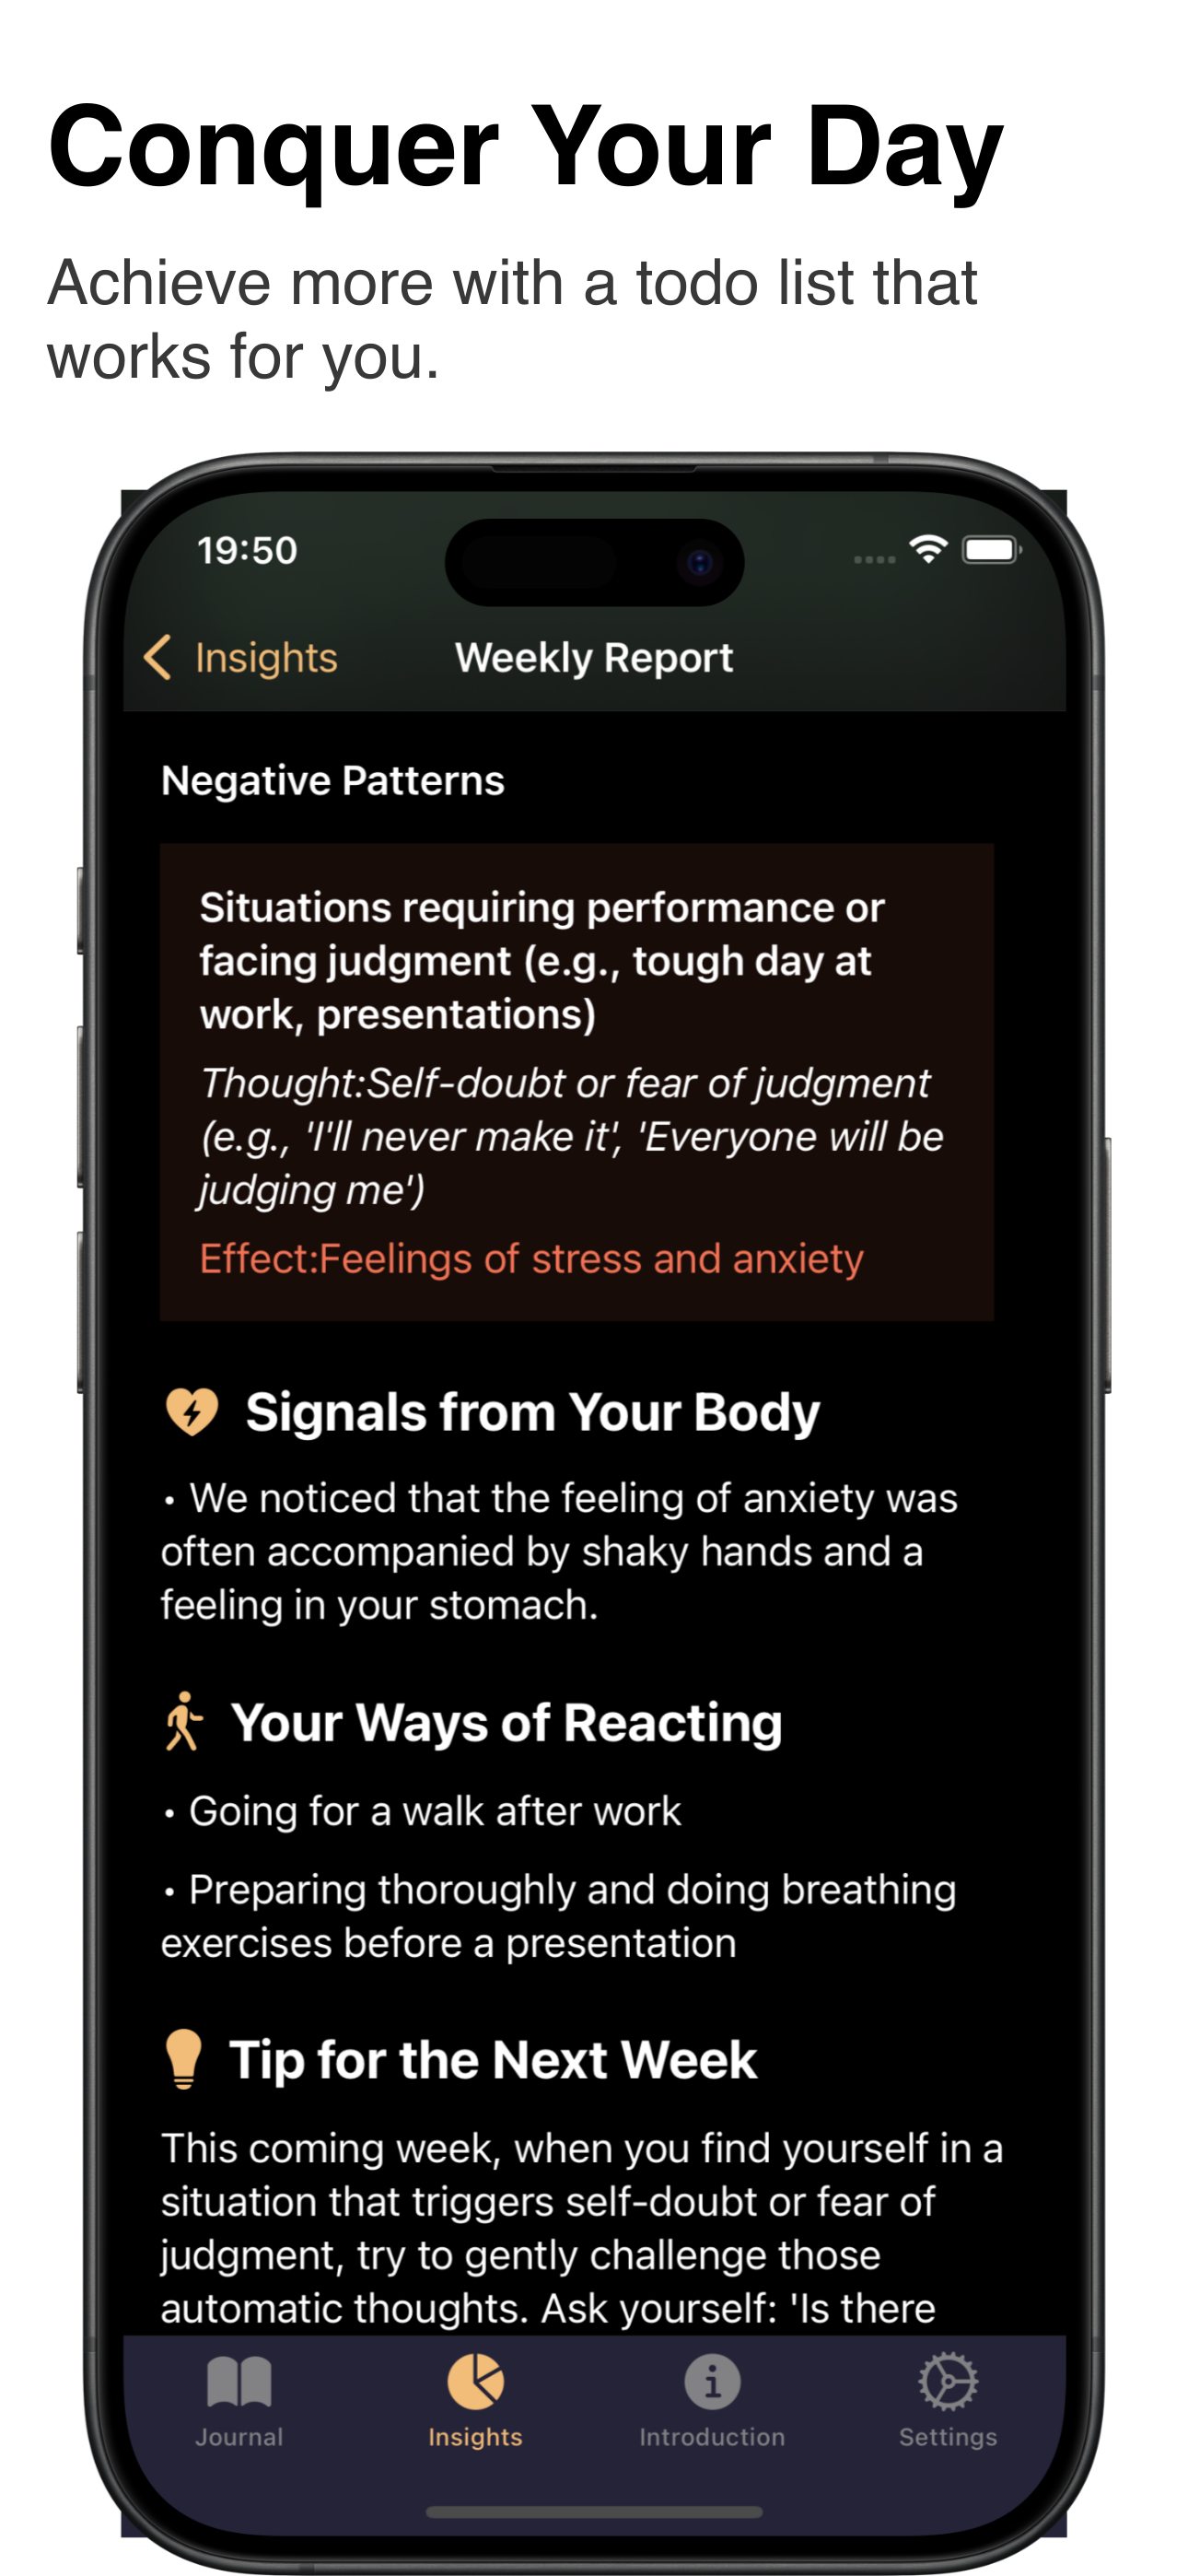 Conquer Your Day
Achieve more with a todo list that
works for you.
19:50
Insights
Weekly Report
Negative Patterns
Situations requiring performance or
facing judgment (e.g., tough day at
work, presentations)
Thought:Self-doubt or fear of judgment
(e.g., 'I'll never make it', 'Everyone will be
judging me')
Effect:Feelings of stress and anxiety
Signals from Your Body
• We noticed that the feeling of anxiety was
often accompanied by shaky hands and a
feeling in your stomach.
Your Ways of Reacting
• Going for a walk after work
• Preparing thoroughly and doing breathing
exercises before a presentation
Tip for the Next Week
This coming week, when you find yourself in a
situation that triggers self-doubt or fear of
judgment, try to gently challenge those
automatic thoughts. Ask yourself: 'Is there
Journal
Insights
Introduction
Settings